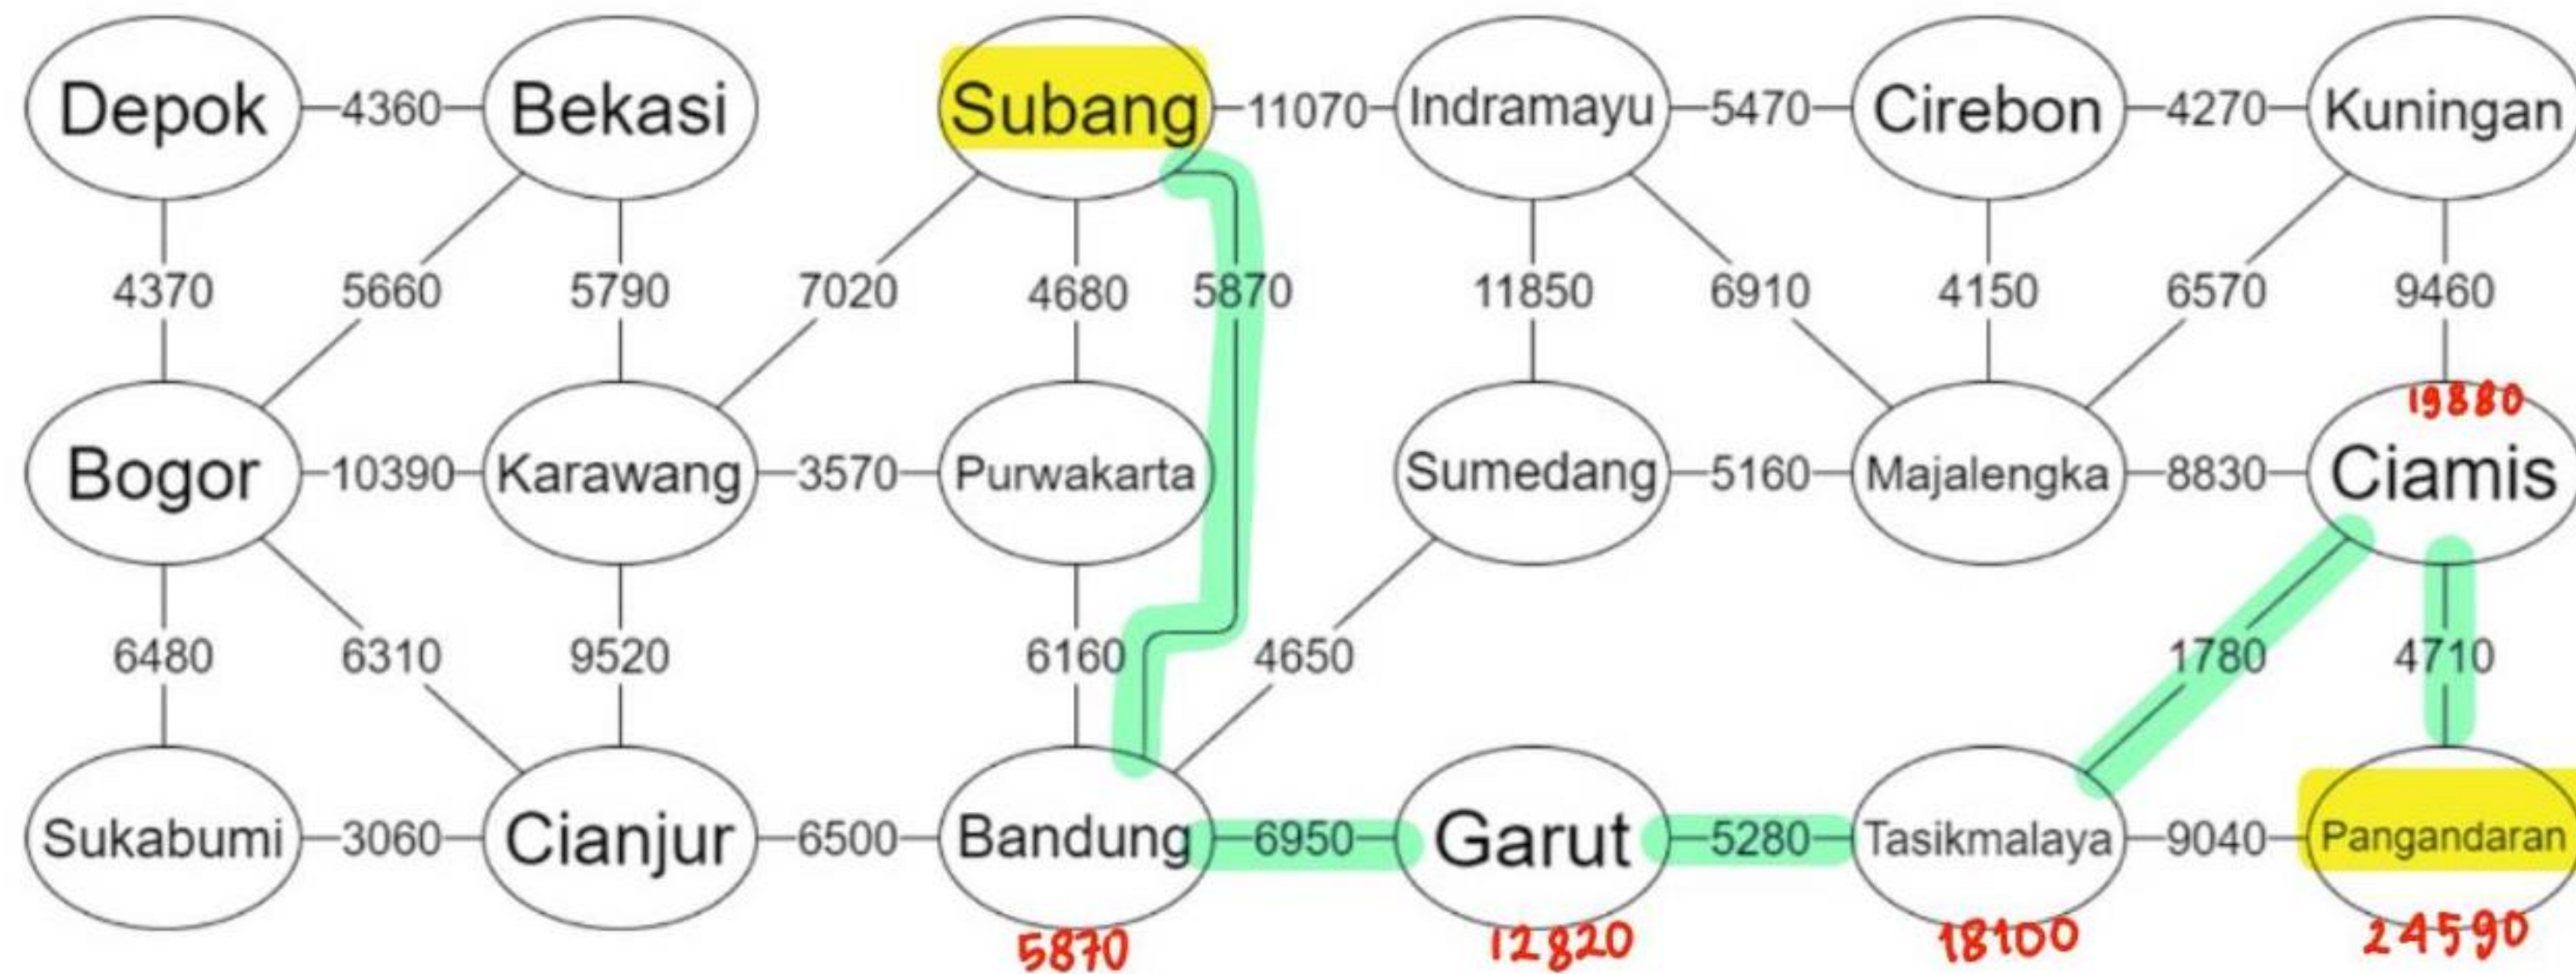 Depok 4360 Bekasi Subang 11070 Indramayu 5470 Cirebon 4270 Kuningan
4370 5660 5790 7020 4680 5870 11850 6910 4150 6570 9460
19880
Bogor 10390 Karawang 3570 Purwakarta Sumedang 5160 Majalengka 8830 Ciamis
6480 6310 9520 6160 4650 1780 4710
Sukabumi 3060 Cianjur 6500 Bandung 6950 Garut 5280 Tasikmalaya 9040 Pangandaran
5870 12820 18100 24590